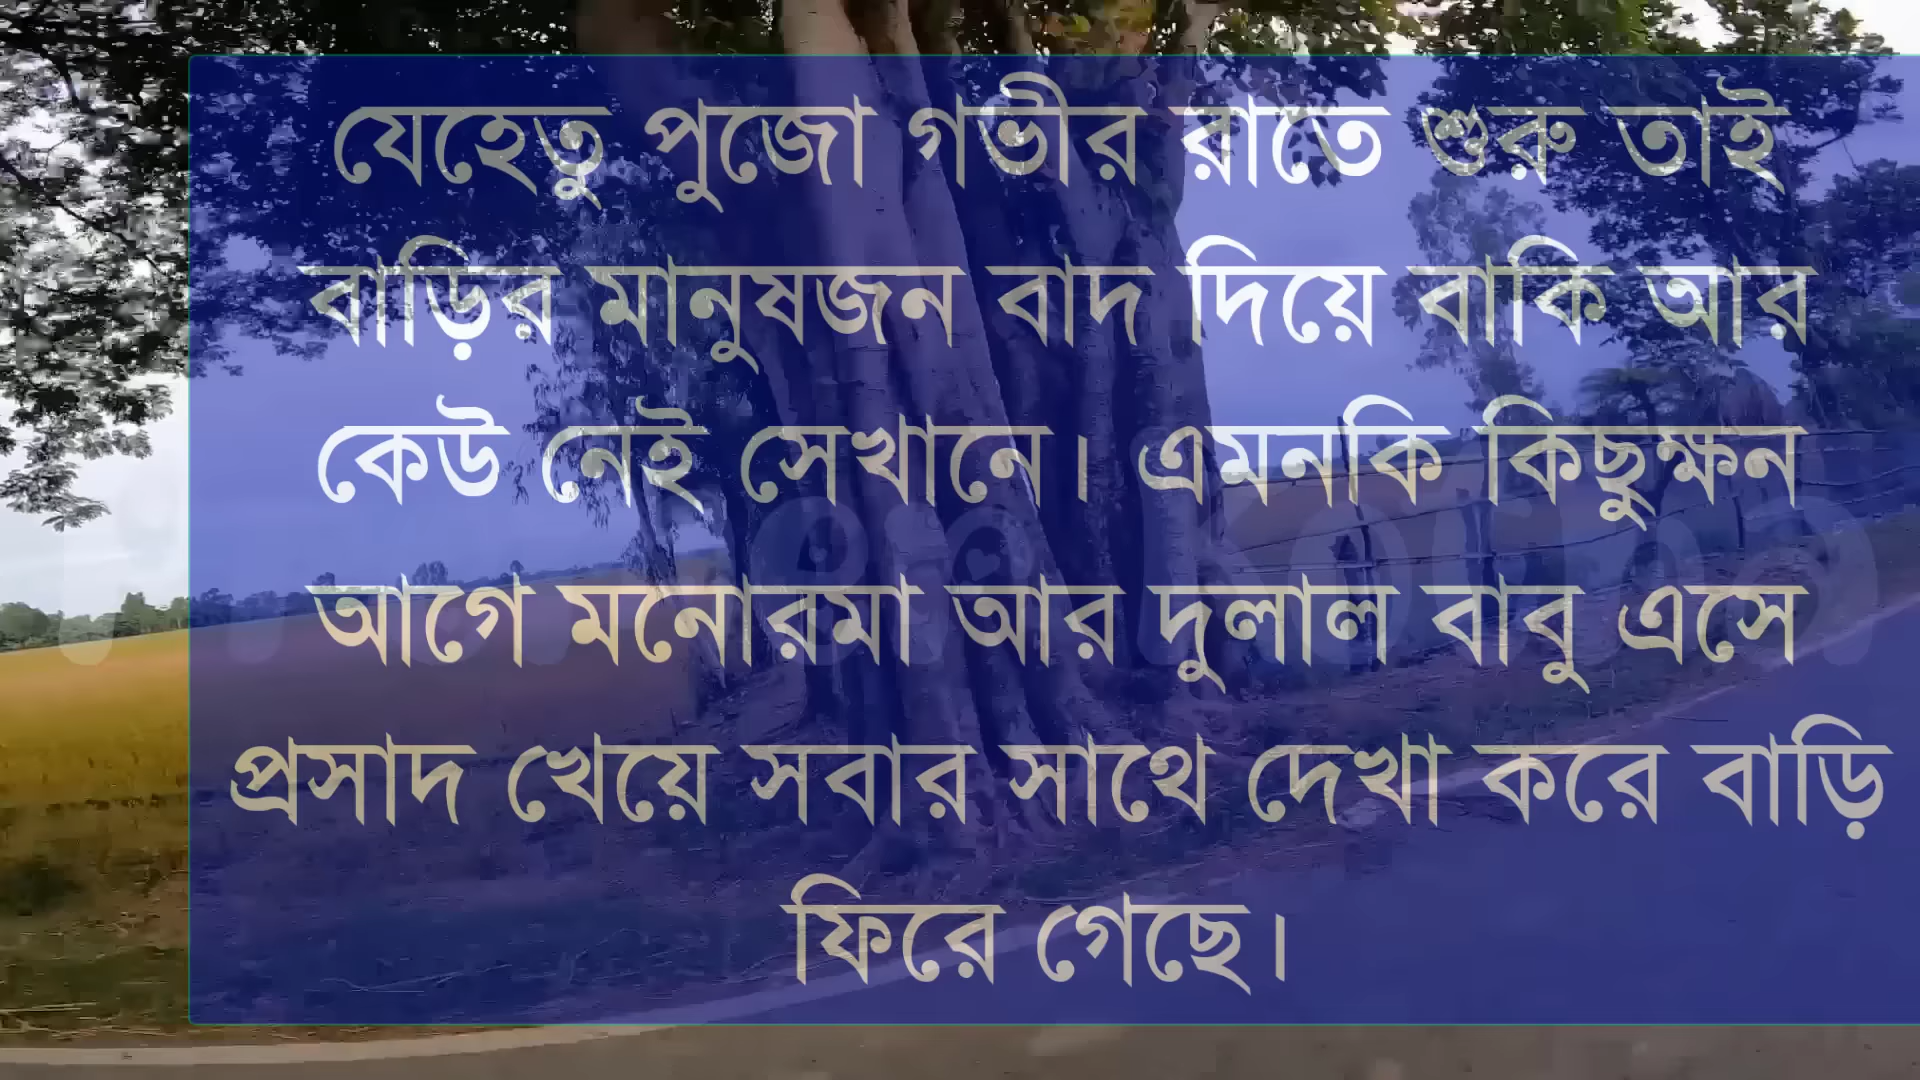 যেহেতু পুজো গভীর রাতে শুরু তাই
বাড়ির মানুষজন বাদ দিয়ে বাকি আর
কেউ নেই সেখানে। এমনকি কিছুক্ষন
আগে মনোরমা আর দুলাল বাবু এসে
প্রসাদ খেয়ে সবার সাথে দেখা করে বাড়ি
ফিরে গেছে।